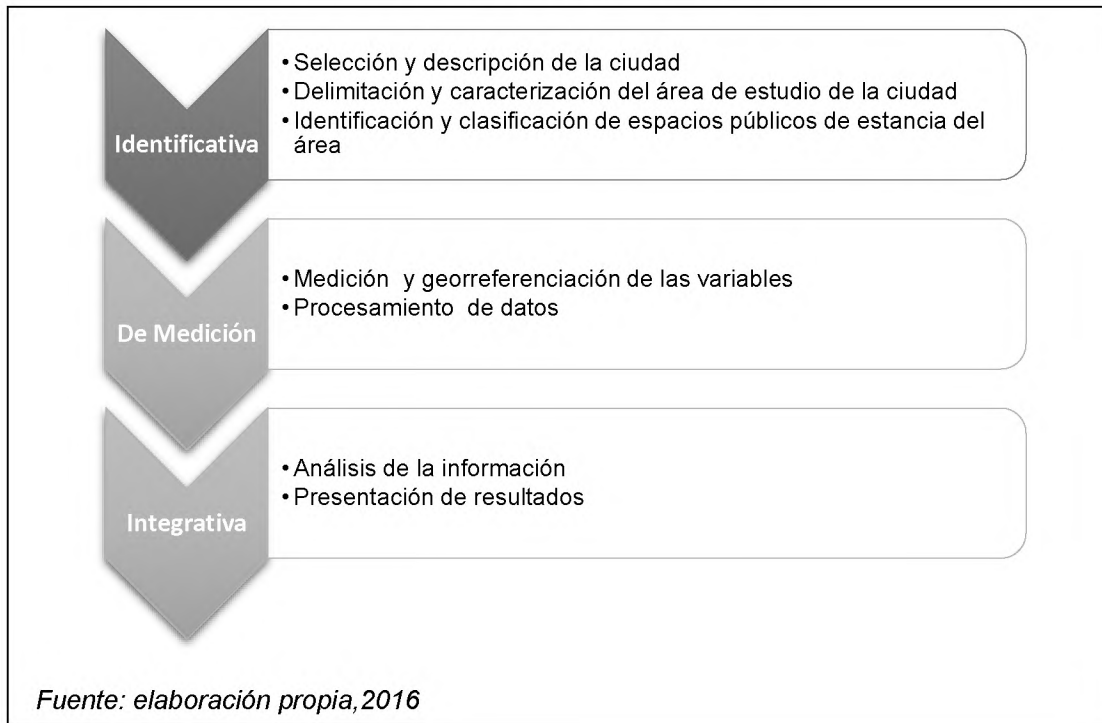 Identificativa
• Selección y descripción de la ciudad
• Delimitación y caracterización del área de estudio de la ciudad
• Identificación y clasificación de espacios públicos de estancia del
área
De Medición
• Medición y georreferenciación de las variables
• Procesamiento de datos
Integrativa
• Análisis de la información
• Presentación de resultados
Fuente: elaboración propia,2016